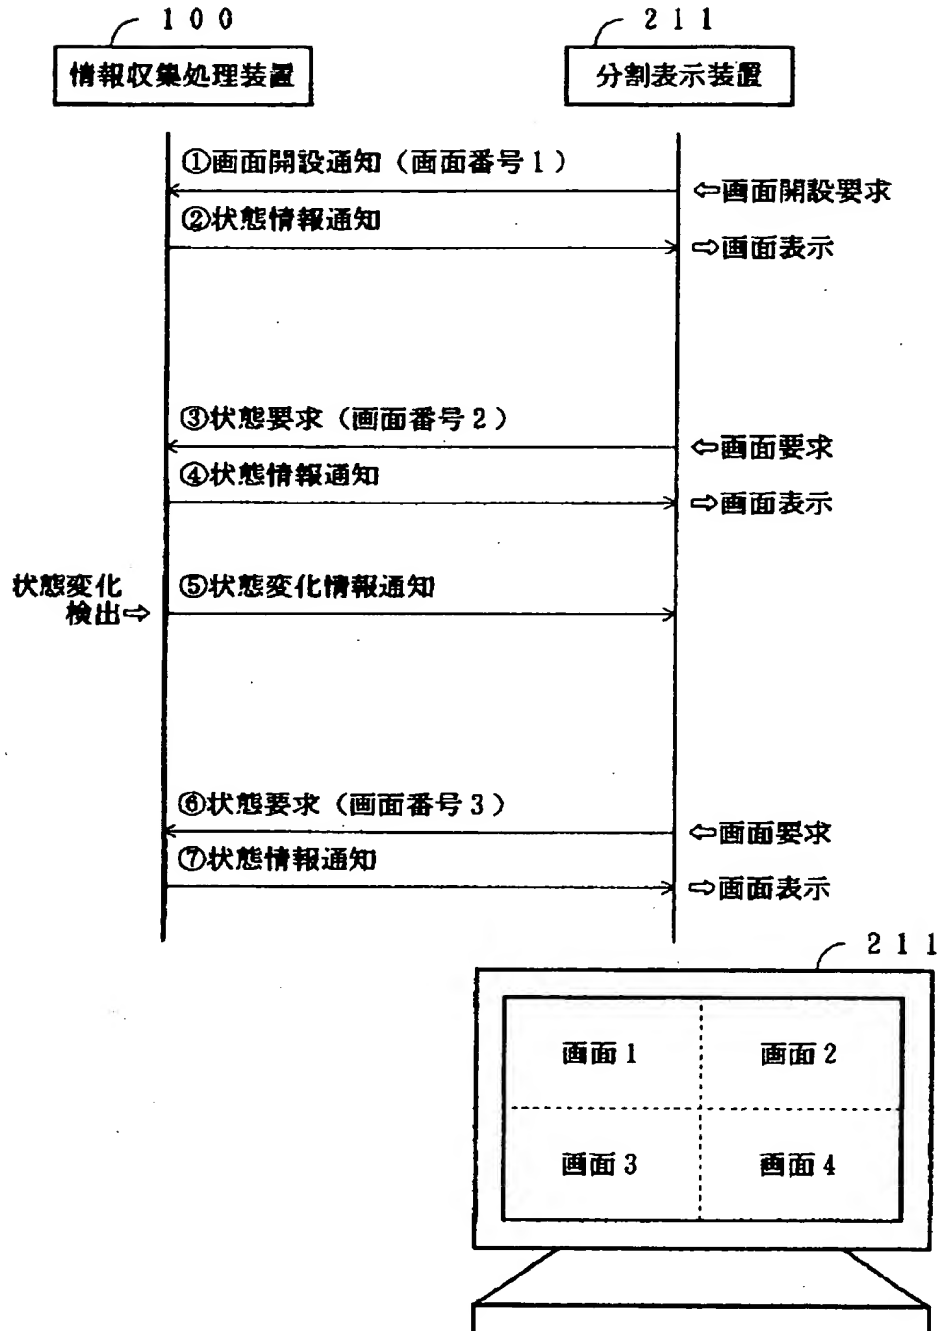 100
211
情報収集処理装置
分割表示装置
①画面開設通知(画面番号1)
⇦画面開設要求
②状態情報通知
⇨画面表示
③状態要求(画面番号2)
⇦画面要求
④状態情報通知
⇨画面表示
状態変化
検出⇨
⑤状態変化情報通知
⑥状態要求(画面番号3)
⇦画面要求
⑦状態情報通知
⇨画面表示
211
画面1
画面2
画面3
画面4